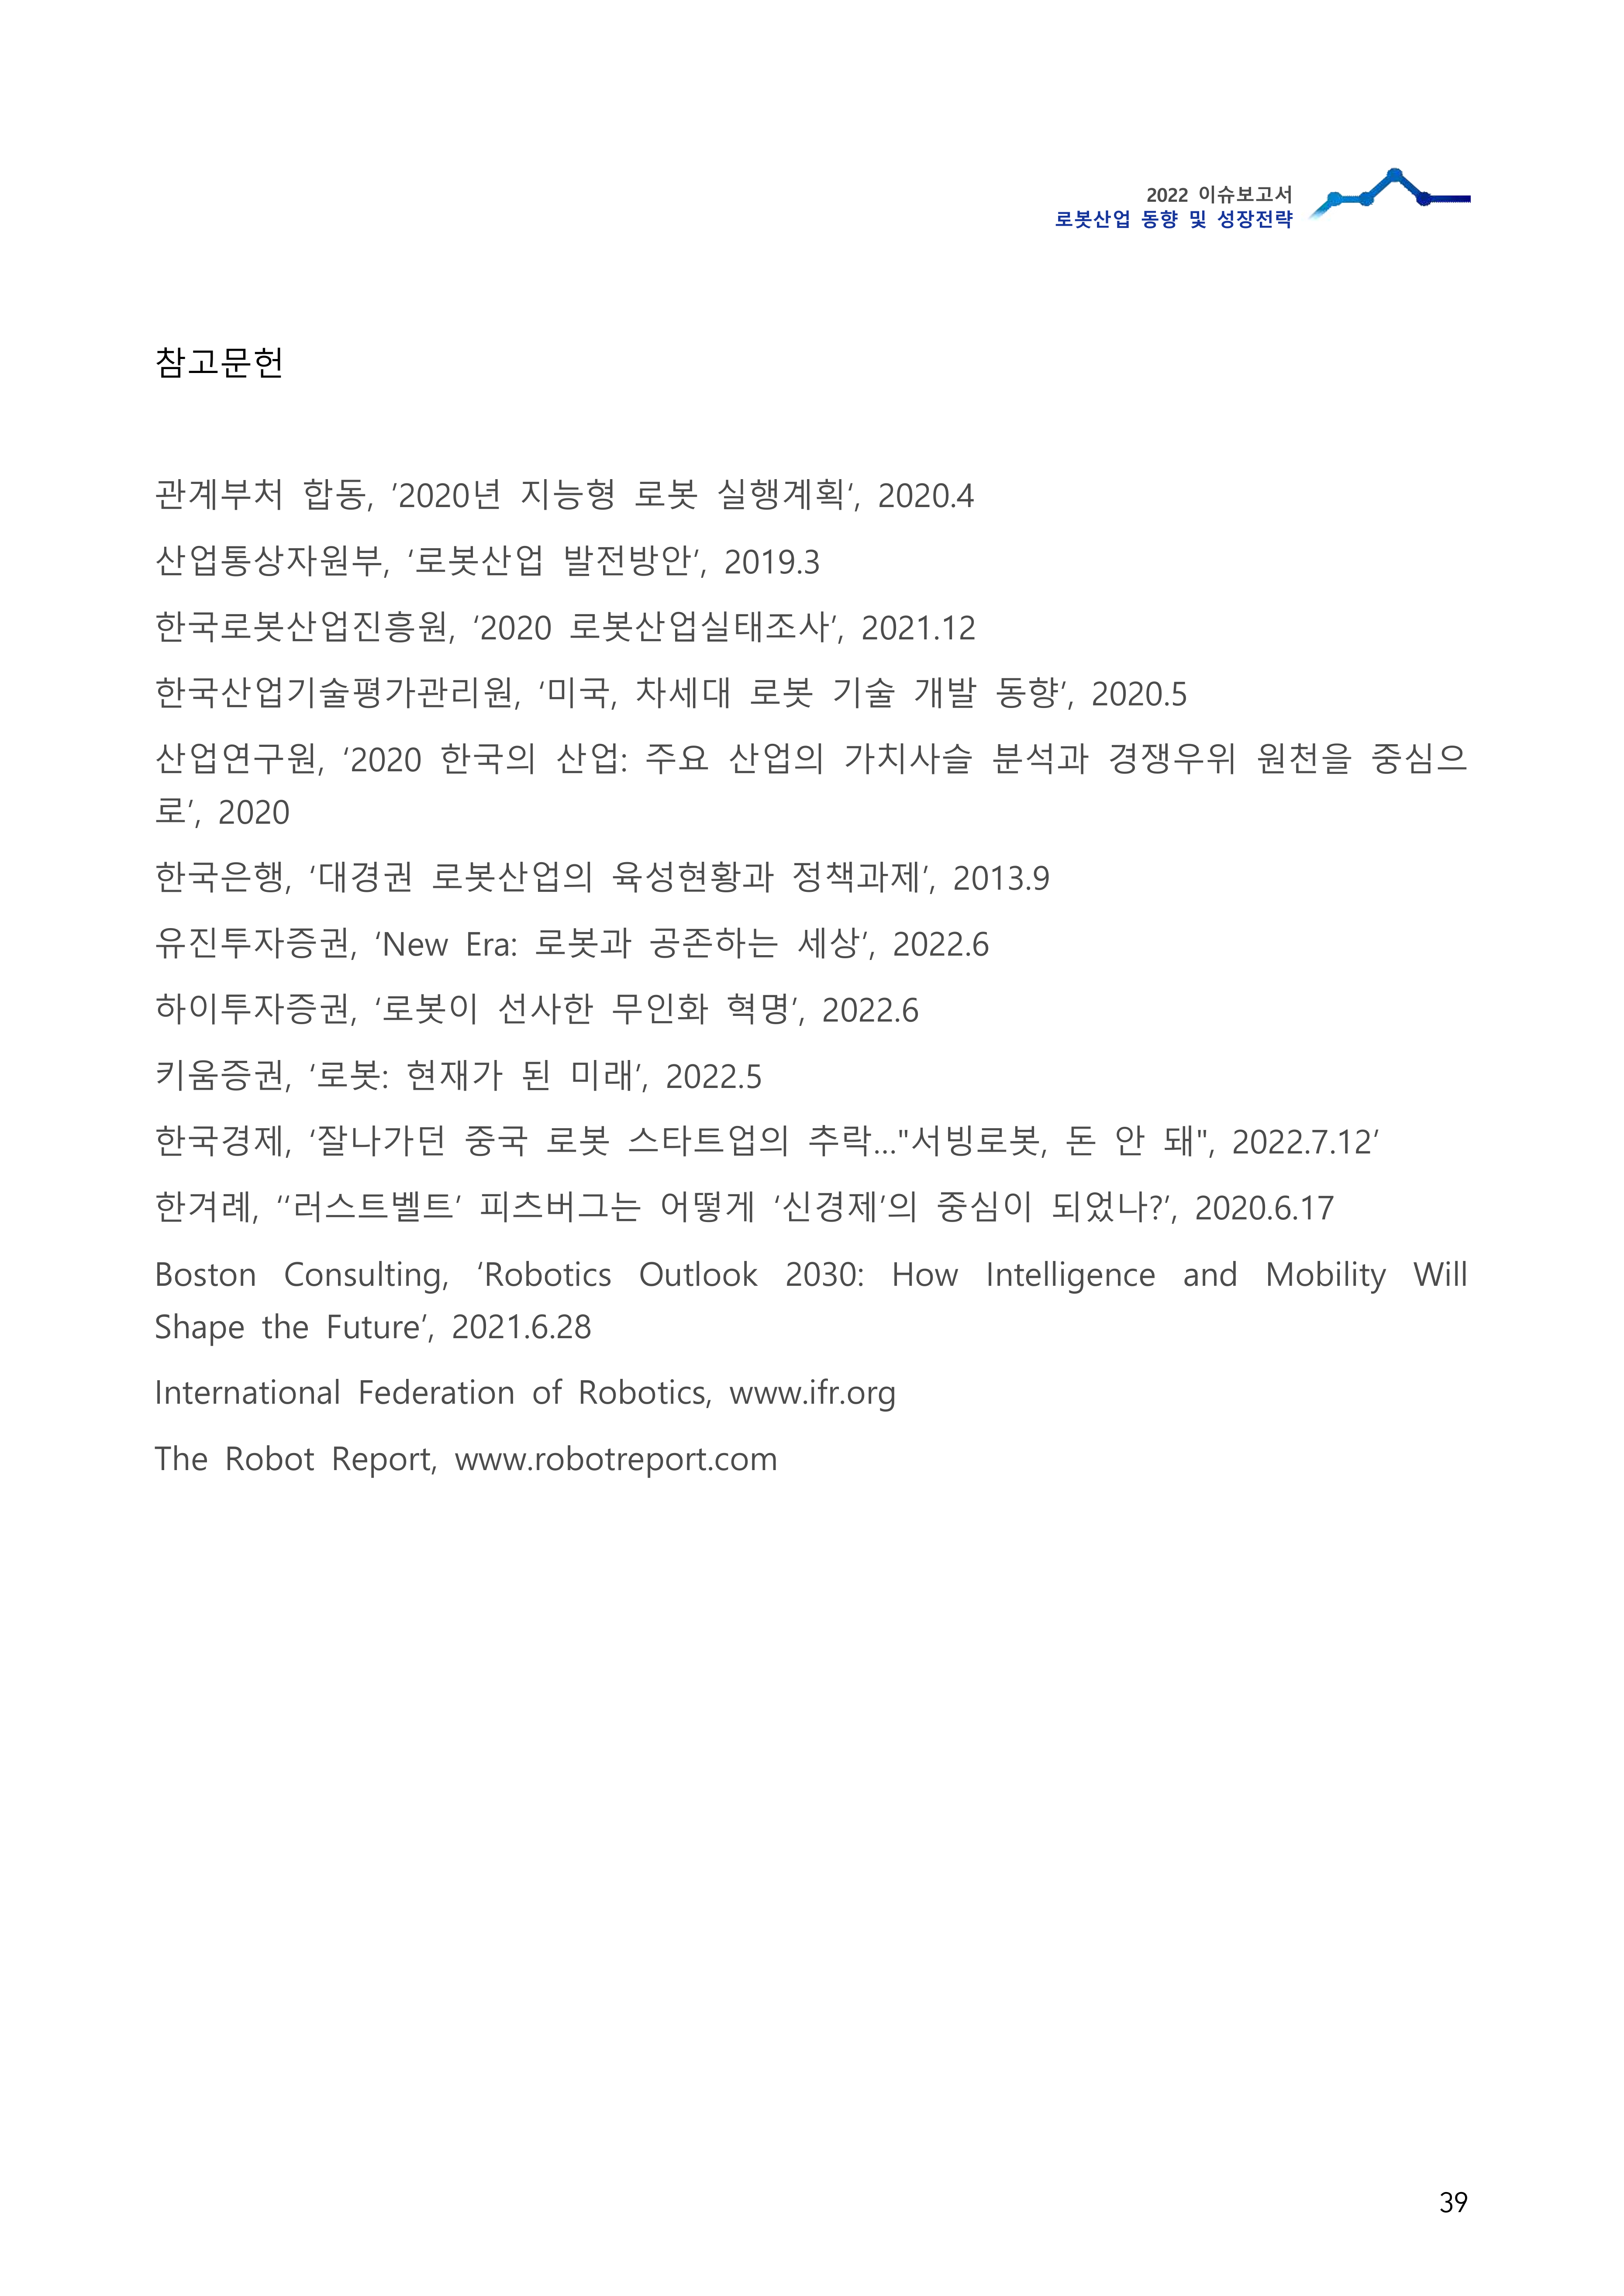 2022 이슈보고서
로봇산업 동향 및 성장전략
참고문헌
관계부처 합동, ’2020년 지능형 로봇 실행계획‘, 2020.4
산업통상자원부, ‘로봇산업 발전방안’, 2019.3
한국로봇산업진흥원, ‘2020 로봇산업실태조사’, 2021.12
한국산업기술평가관리원, ‘미국, 차세대 로봇 기술 개발 동향’, 2020.5
산업연구원, ‘2020 한국의 산업: 주요 산업의 가치사슬 분석과 경쟁우위 원천을 중심으
로’, 2020
한국은행, ‘대경권 로봇산업의 육성현황과 정책과제’, 2013.9
유진투자증권, ‘New Era: 로봇과 공존하는 세상’, 2022.6
하이투자증권, ‘로봇이 선사한 무인화 혁명’, 2022.6
키움증권, ‘로봇: 현재가 된 미래’, 2022.5
한국경제, ‘잘나가던 중국 로봇 스타트업의 추락…"서빙로봇, 돈 안 돼", 2022.7.12’
한겨레, ‘‘러스트벨트’ 피츠버그는 어떻게 ‘신경제’의 중심이 되었나?’, 2020.6.17
Boston Consulting, ‘Robotics Outlook 2030: How Intelligence and Mobility Will
Shape the Future’, 2021.6.28
International Federation of Robotics, www.ifr.org
The Robot Report, www.robotreport.com
39